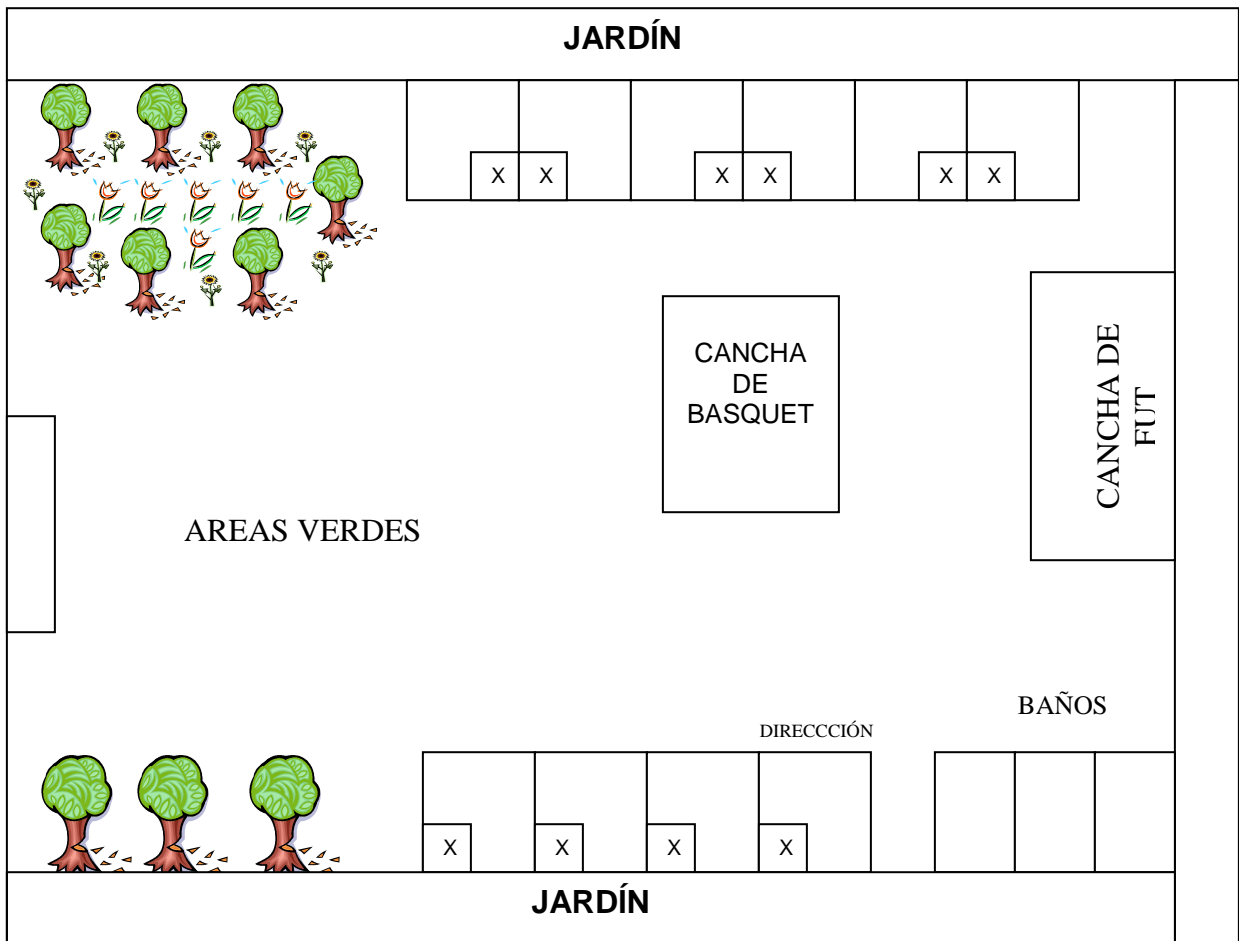 JARDÍN
X X X X X X
CANCHA
DE
BASQUET
CANCHA DE
FUT
AREAS VERDES
BAÑOS
DIRECCCIÓN
X X X X
JARDÍN